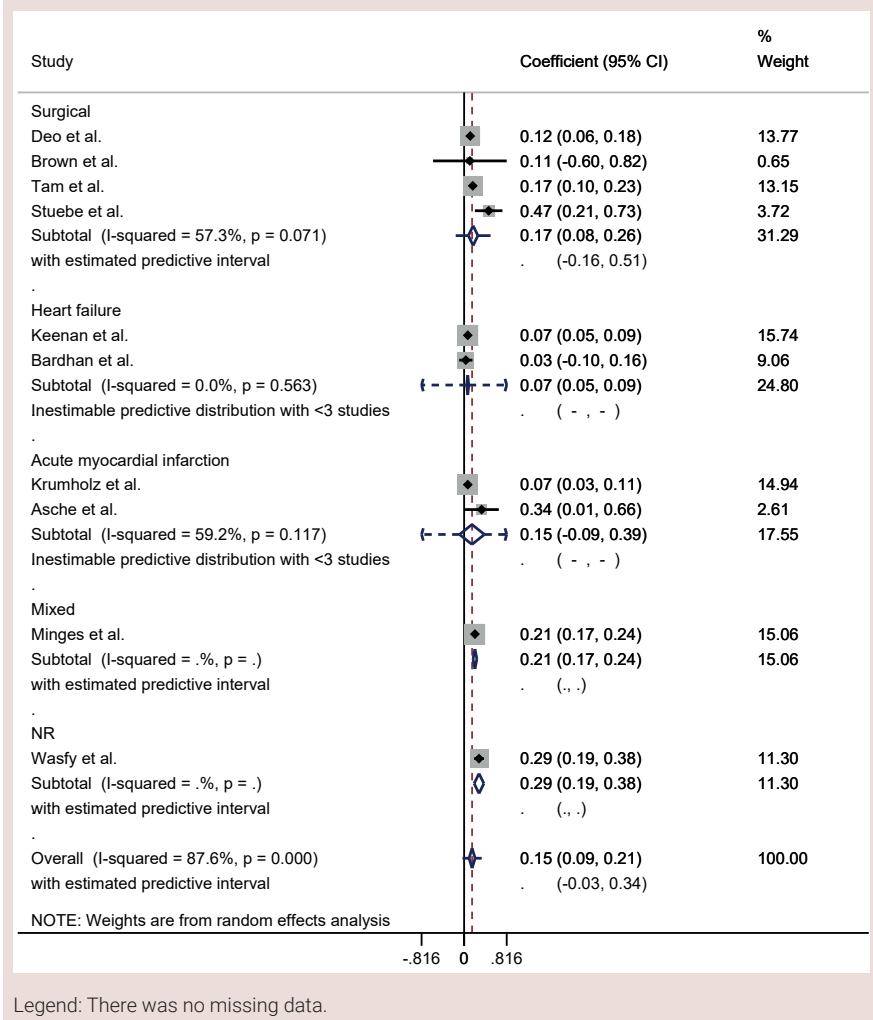 %
Study Coefficient (95% CI) Weight
Surgical
Deo et al. 0.12 (0.06, 0.18) 13.77
Brown et al. 0.11 (-0.60, 0.82) 0.65
Tam et al. 0.17 (0.10, 0.23) 13.15
Stuebe et al. 0.47 (0.21, 0.73) 3.72
Subtotal (I-squared = 57.3%, p = 0.071) 0.17 (0.08, 0.26) 31.29
with estimated predictive interval . (-0.16, 0.51)
.
Heart failure
Keenan et al. 0.07 (0.05, 0.09) 15.74
Bardhan et al. 0.03 (-0.10, 0.16) 9.06
Subtotal (I-squared = 0.0%, p = 0.563) 0.07 (0.05, 0.09) 24.80
Inestimable predictive distribution with <3 studies . ( - , - )
.
Acute myocardial infarction
Krumholz et al. 0.07 (0.03, 0.11) 14.94
Asche et al. 0.34 (0.01, 0.66) 2.61
Subtotal (I-squared = 59.2%, p = 0.117) 0.15 (-0.09, 0.39) 17.55
Inestimable predictive distribution with <3 studies . ( - , - )
.
Mixed
Minges et al. 0.21 (0.17, 0.24) 15.06
Subtotal (I-squared = .%, p = .) 0.21 (0.17, 0.24) 15.06
with estimated predictive interval . (., .)
.
NR
Wasfy et al. 0.29 (0.19, 0.38) 11.30
Subtotal (I-squared = .%, p = .) 0.29 (0.19, 0.38) 11.30
with estimated predictive interval . (., .)
.
Overall (I-squared = 87.6%, p = 0.000) 0.15 (0.09, 0.21) 100.00
with estimated predictive interval . (-0.03, 0.34)
NOTE: Weights are from random effects analysis
-.816 0 .816
Legend: There was no missing data.